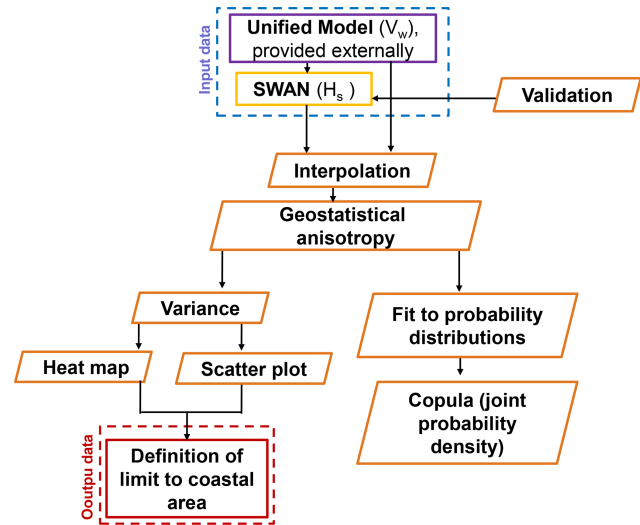 Input data
Unified Model (Vw),
provided externally
SWAN (Hs )
Validation
Interpolation
Geostatistical
anisotropy
Variance
Fit to probability
distributions
Heat map
Scatter plot
Copula (joint
probability
density)
Ooutpu data
Definition of
limit to coastal
area